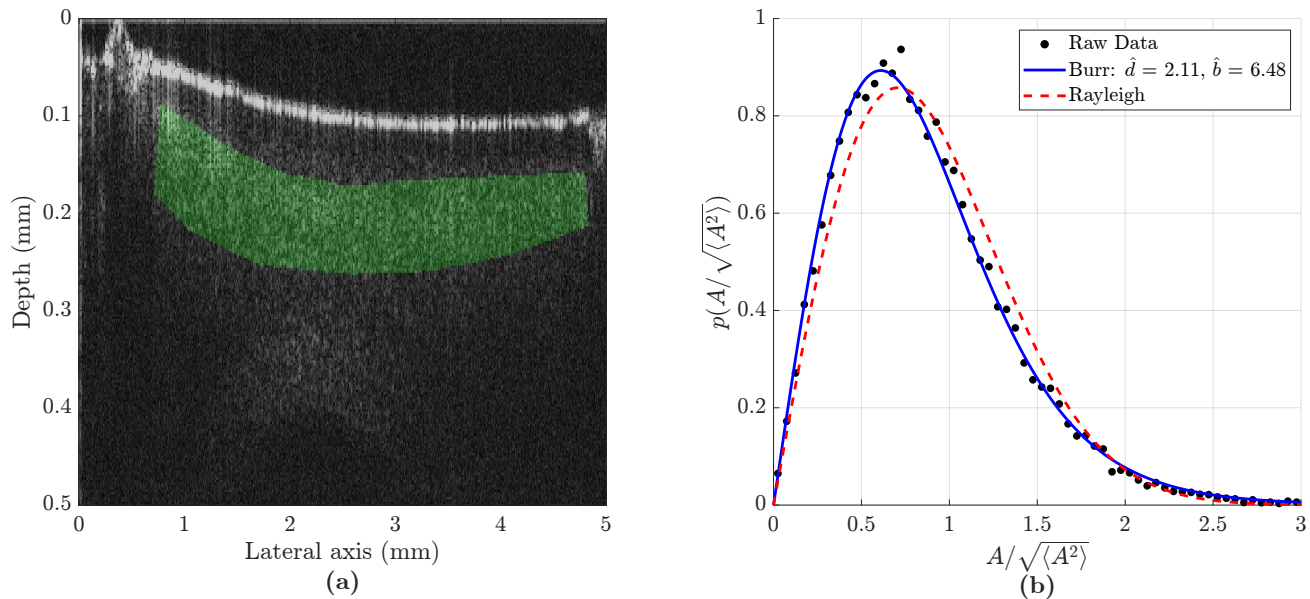 0
0.1
0.2
0.3
0.4
0.5
Depth (mm)
0 1 2 3 4 5
Lateral axis (mm)
(a)
1
0.8
0.6
0.4
0.2
0
p(A/√⟨A²⟩)
Raw Data
Burr: d̂ = 2.11, b̂ = 6.48
Rayleigh
0 0.5 1 1.5 2 2.5 3
A/√⟨A²⟩
(b)